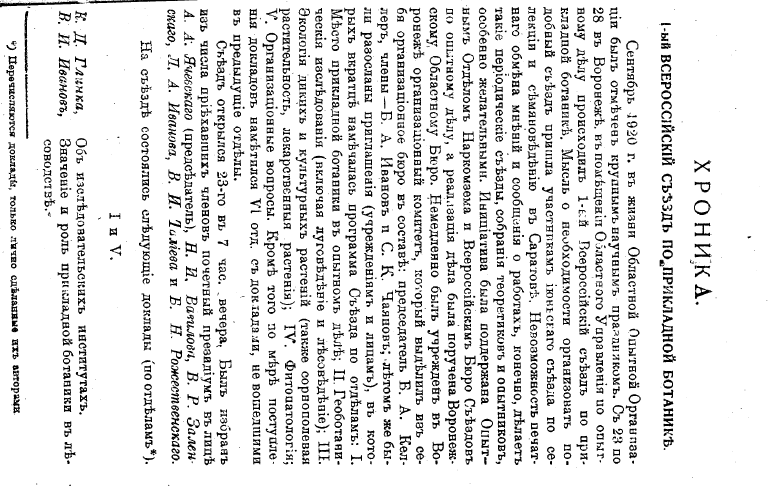 ХРОНИКА.
1-ый ВСЕРОССІЙСКІЙ СЪѢЗДЪ ПО ПРИКЛАДНОЙ БОТАНИКѢ.
Сентябрь 1920 г. въ жизни Областной Опытной Организа-
ціи былъ отмѣченъ крупнымъ научнымъ праздникомъ. Съ 23 по
28 въ Воронежѣ, въ помѣщеніи Областного Управленія по опыт-
ному дѣлу происходилъ 1-ый Всероссійскій съѣздъ по при-
кладной ботаникѣ. Мысль о необходимости организовать по-
добный съѣздъ пришла участникамъ іюньскаго съѣзда по се-
лекціи и сѣмяновѣдѣнію въ Саратовѣ. Невозможность печат-
наго обмѣна мнѣній и сообщенія о работахъ, конечно, дѣлаетъ
такіе періодическіе съѣзды, собранія теоретиковъ и опытниковъ,
особенно желательными. Иниціатива была поддержана Опыт-
нымъ Отдѣломъ Наркомзема и Всероссійскимъ Бюро Съѣздовъ
по опытному дѣлу, а реализація дѣла была поручена Воронеж-
скому Областному Бюро. Немедленно былъ учрежденъ въ Во-
ронежѣ организаціонный комитетъ, который выдѣлилъ изъ се-
бя организаціонное бюро въ составѣ: предсѣдатель Б. А. Кел-
леръ, члены—Б. А. Ивановъ и С. К. Чаяновъ; лѣтомъ же бы-
ли разосланы приглашенія (учрежденіямъ и лицамъ), въ кото-
рыхъ вкратцѣ намѣчалась программа Съѣзда по отдѣламъ: I.
Мѣсто прикладной ботаники въ опытномъ дѣлѣ; II. Геоботани-
ческія изслѣдованія (включая луговѣдѣніе и лѣсовѣдѣніе); III.
Экологія дикихъ и культурныхъ растеній (также сорнополевая
растительность, лекарственныя растенія); IV. Фитопатологія;
V. Организаціонные вопросы. Кромѣ того по мѣрѣ поступле-
нія докладовъ намѣтился VI отд. съ докладами, не вошедшими
въ предыдущіе отдѣлы.
Съѣздъ открылся 23-го въ 7 час. вечера. Былъ избранъ
изъ числа пріѣхавшихъ членовъ почетный президіумъ въ лицѣ
А. А. Ячевскаго (предсѣдатель), Н. И. Вавилова, В. Р. Зален-
скаго, Л. А. Иванова, В. И. Таліева и Б. Н. Рожественскаго.
На съѣздѣ состоялись слѣдующіе доклады (по отдѣламъ*).
I и V.
К. Д. Глинка, Объ изслѣдовательскихъ институтахъ.
В. И. Ивановъ, Значеніе и роль прикладной ботаники въ лѣ-
соводствѣ.
*) Перечисляются доклады, только лично сдѣланные ихъ авторами